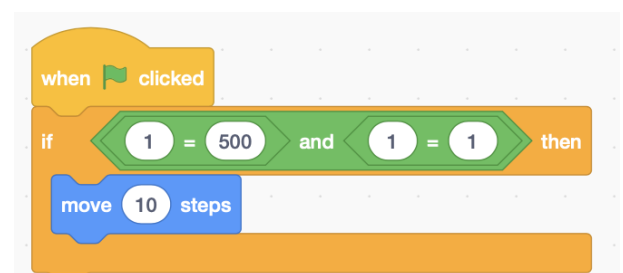 when clicked
if 1 = 500 and 1 = 1 then
move 10 steps